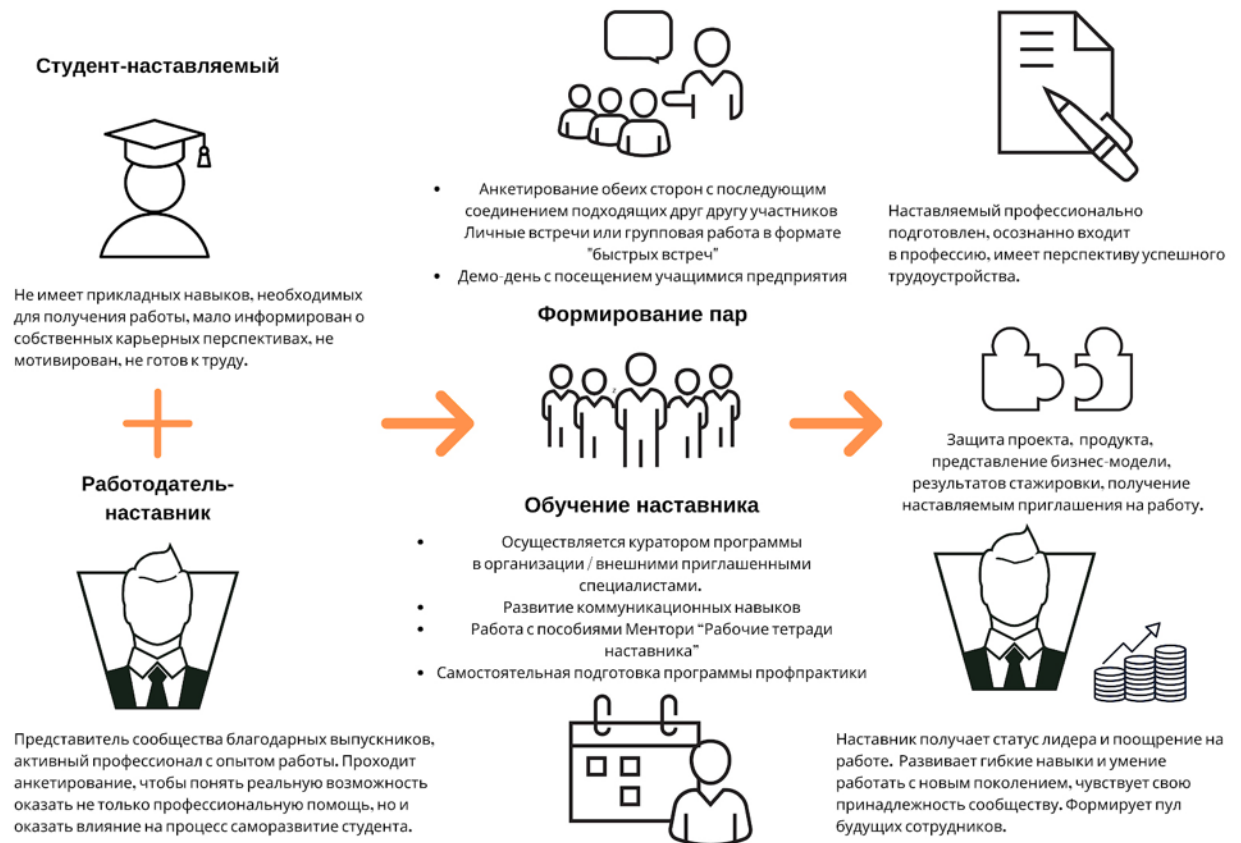 Студент-наставляемый
Не имеет прикладных навыков, необходимых
для получения работы, мало информирован о
собственных карьерных перспективах, не
мотивирован, не готов к труду.
Работодатель-
наставник
Представитель сообщества благодарных выпускников,
активный профессионал с опытом работы. Проходит
анкетирование, чтобы понять реальную возможность
оказать не только профессиональную помощь, но и
оказать влияние на процесс саморазвитие студента.
• Анкетирование обеих сторон с последующим
соединением подходящих друг другу участников
Личные встречи или групповая работа в формате
"быстрых встреч"
• Демо-день с посещением учащимися предприятия
Формирование пар
Обучение наставника
• Осуществляется куратором программы
в организации / внешними приглашенными
специалистами.
• Развитие коммуникационных навыков
• Работа с пособиями Ментори “Рабочие тетради
наставника”
• Самостоятельная подготовка программы профпрактики
Наставляемый профессионально
подготовлен, осознанно входит
в профессию, имеет перспективу успешного
трудоустройства.
Защита проекта, продукта,
представление бизнес-модели,
результатов стажировки, получение
наставляемым приглашения на работу.
Наставник получает статус лидера и поощрение на
работе. Развивает гибкие навыки и умение
работать с новым поколением, чувствует свою
принадлежность сообществу. Формирует пул
будущих сотрудников.